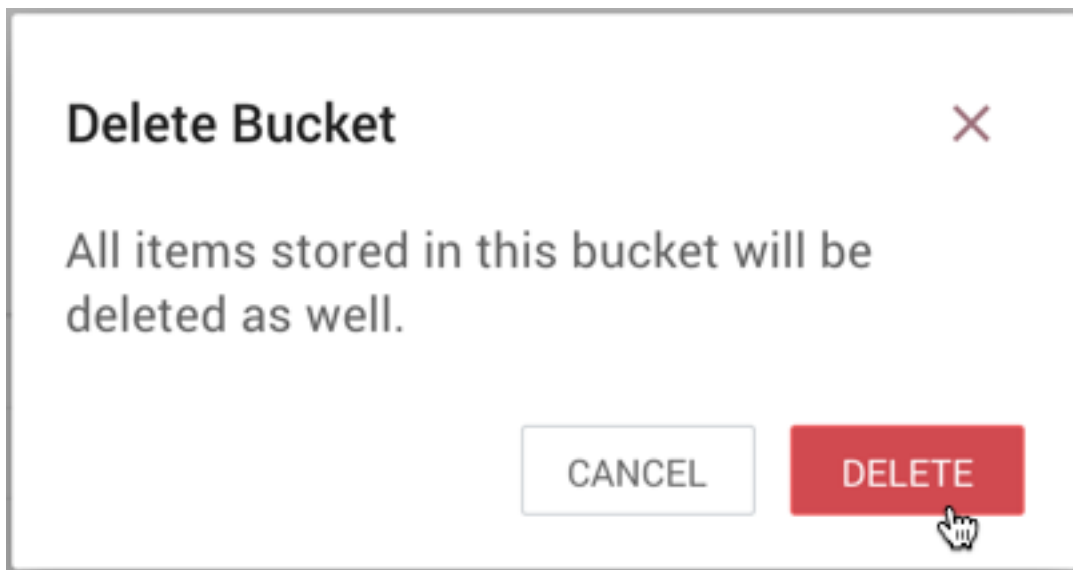 Delete Bucket
All items stored in this bucket will be
deleted as well.
CANCEL
DELETE